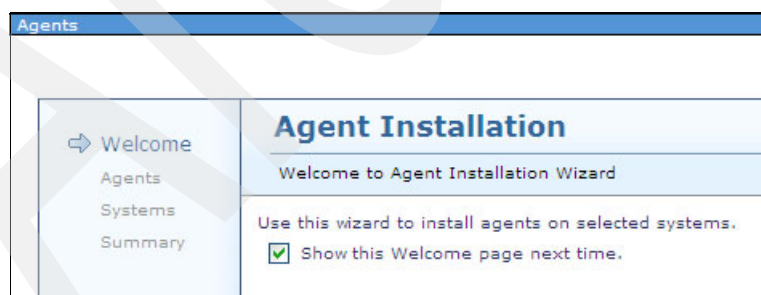 Agents
Welcome
Agents
Systems
Summary
Agent Installation
Welcome to Agent Installation Wizard
Use this wizard to install agents on selected systems.
Show this Welcome page next time.